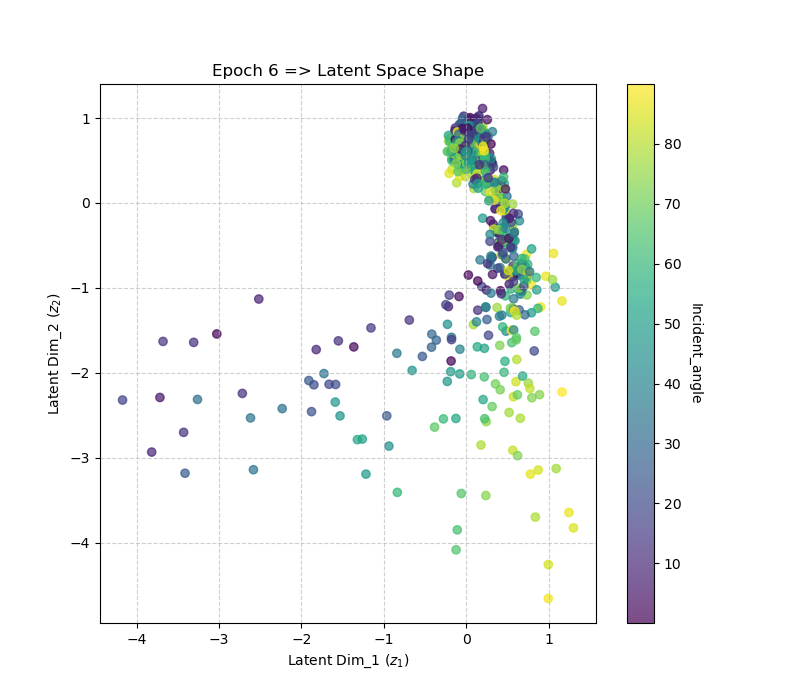 Epoch 6 => Latent Space Shape
1
0
−1
−2
−3
−4
Latent Dim_2 (z₂)
−4 −3 −2 −1 0 1
Latent Dim_1 (z₁)
80
70
60
50
40
30
20
10
Incident_angle